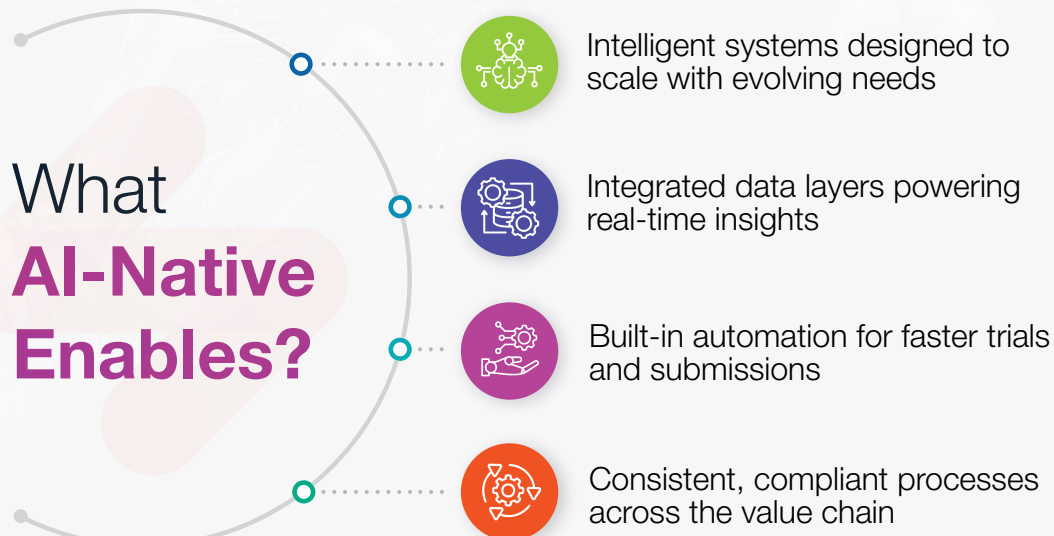 What
AI-Native
Enables?
Intelligent systems designed to
scale with evolving needs
Integrated data layers powering
real-time insights
Built-in automation for faster trials
and submissions
Consistent, compliant processes
across the value chain